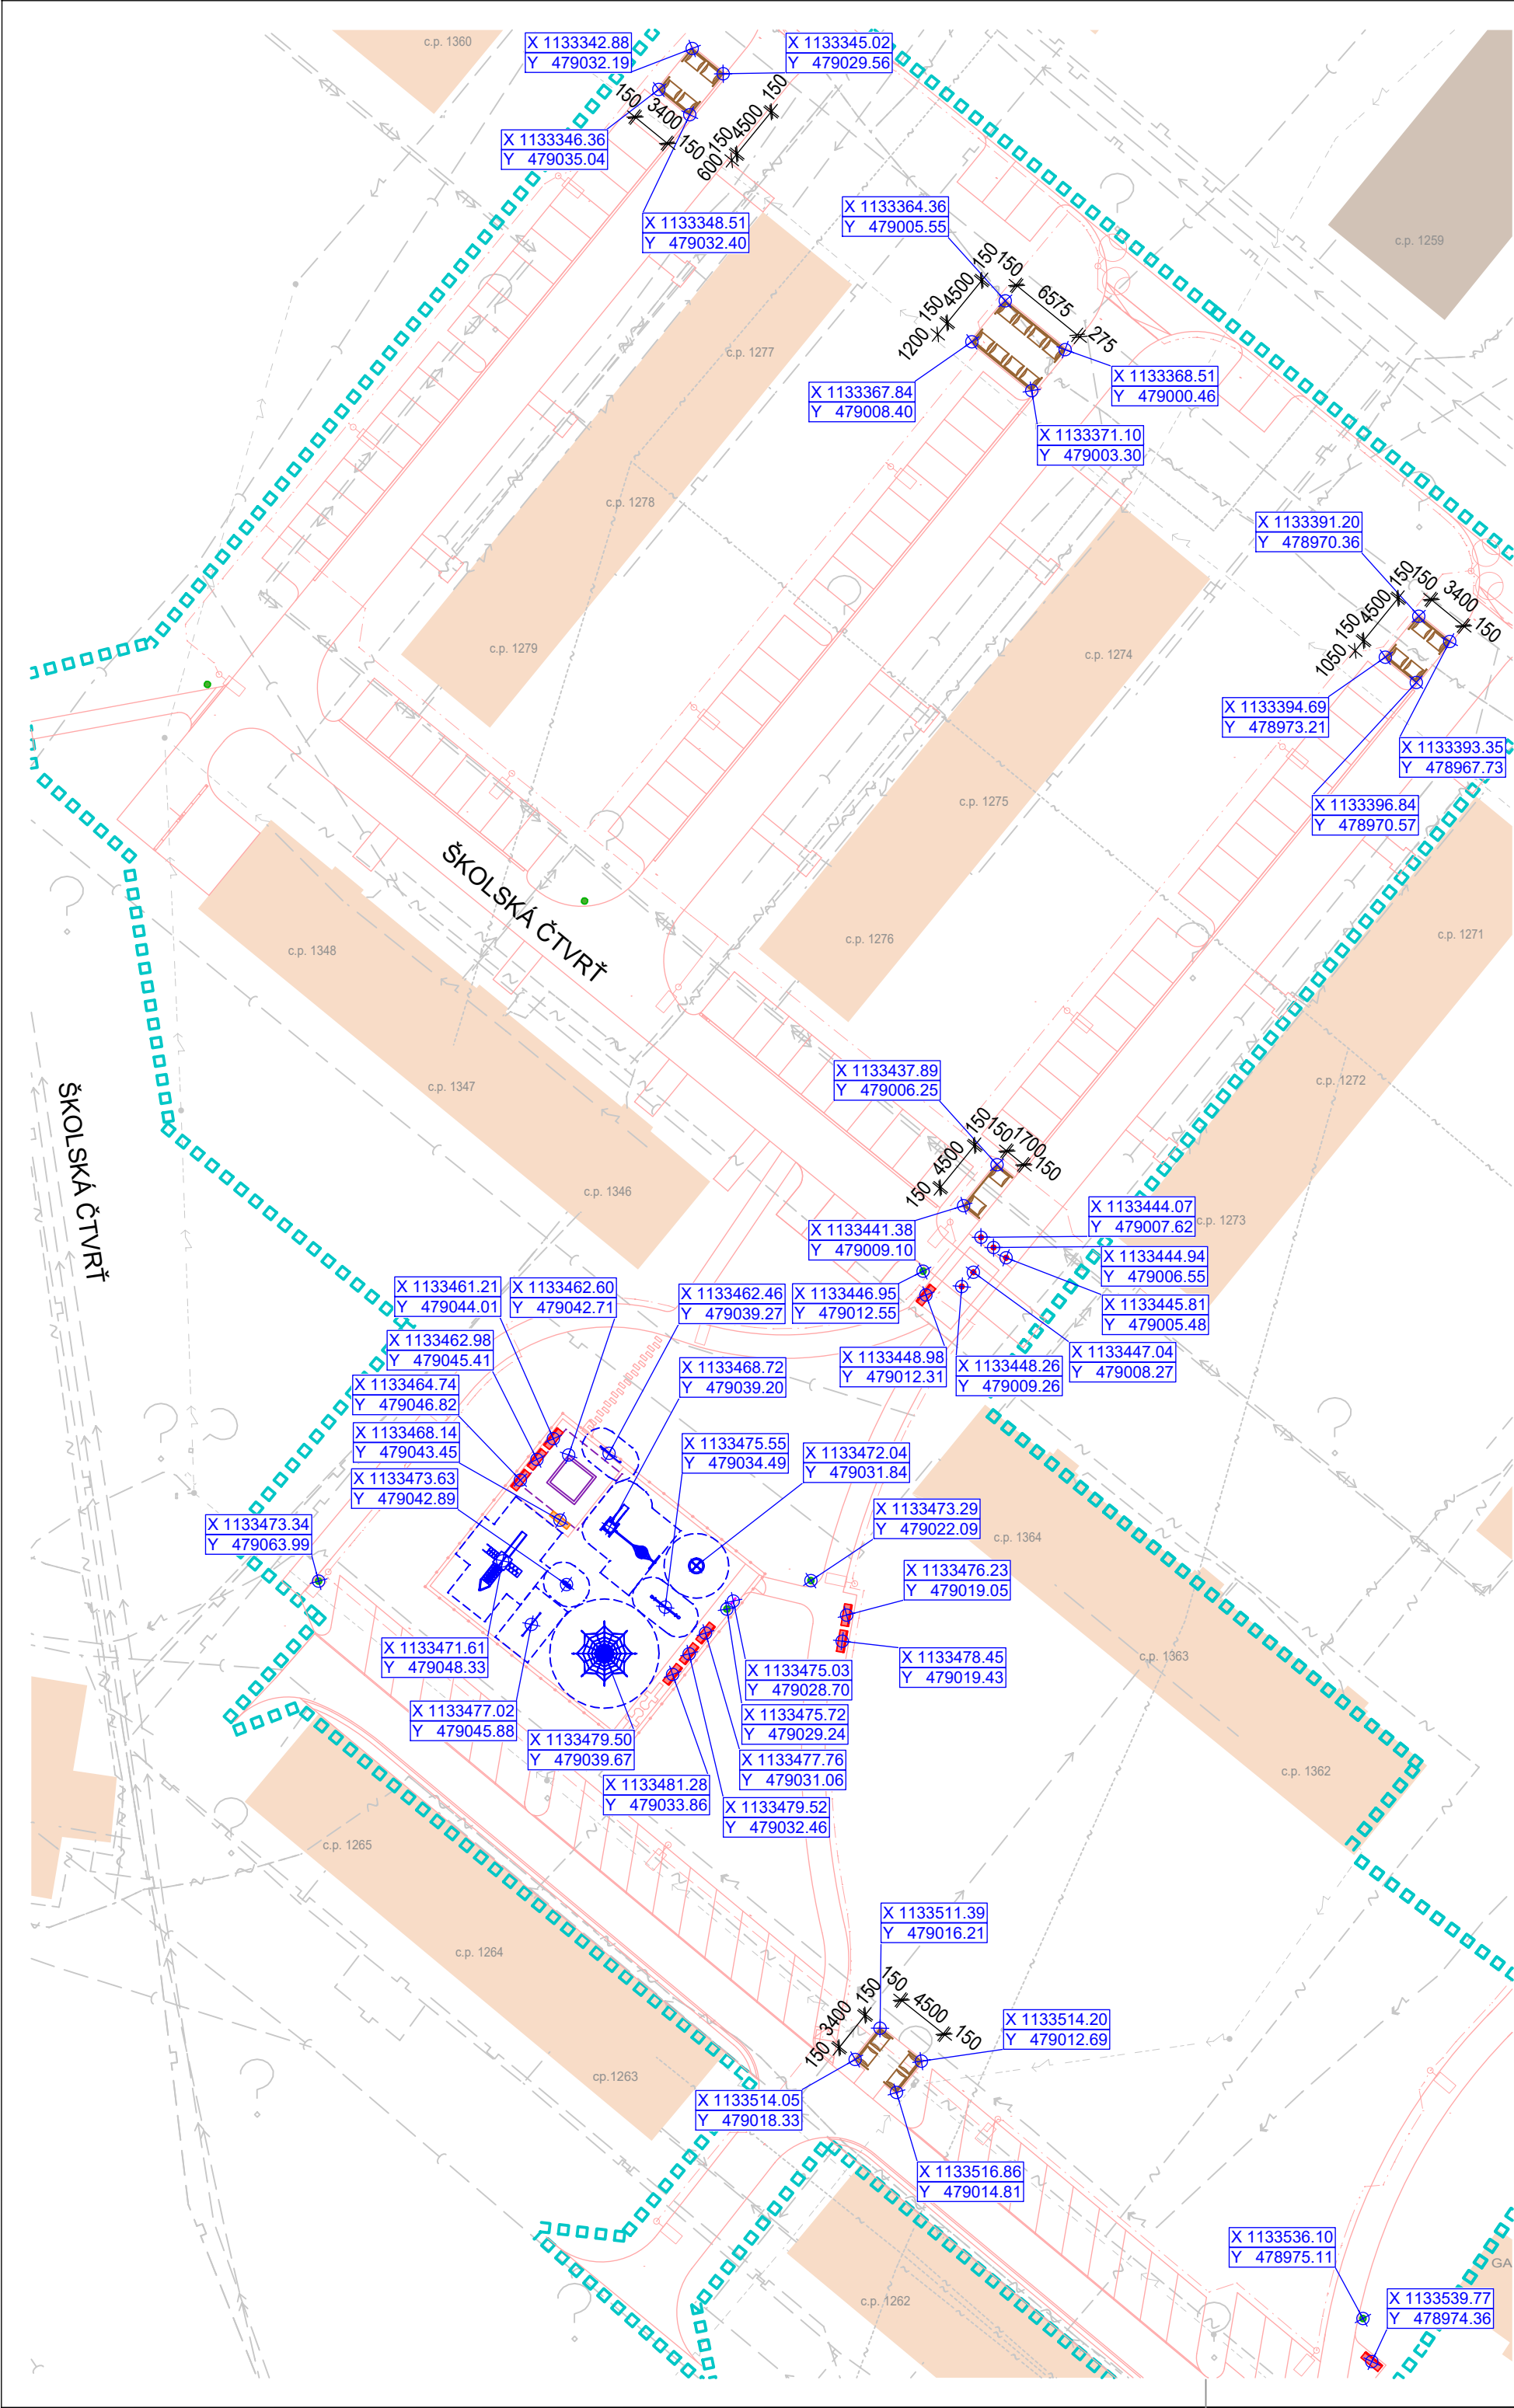 c.p. 1360
X 1133342.88
Y 479032.19
X 1133345.02
Y 479029.56
150
3400
150
150
4500
150
600
X 1133346.36
Y 479035.04
X 1133348.51
Y 479032.40
X 1133364.36
Y 479005.55
c.p. 1259
150
4500
150
1200
150
6575
275
c.p. 1277
X 1133367.84
Y 479008.40
X 1133368.51
Y 479000.46
X 1133371.10
Y 479003.30
c.p. 1278
X 1133391.20
Y 478970.36
150
4500
150
1050
150
3400
150
c.p. 1279
c.p. 1274
X 1133394.69
Y 478973.21
X 1133393.35
Y 478967.73
X 1133396.84
Y 478970.57
c.p. 1275
ŠKOLSKÁ ČTVRŤ
c.p. 1348
c.p. 1276
c.p. 1271
ŠKOLSKÁ ČTVRŤ
c.p. 1347
X 1133437.89
Y 479006.25
c.p. 1272
150
4500
150
150
1700
150
c.p. 1346
X 1133444.07
Y 479007.62
c.p. 1273
X 1133441.38
Y 479009.10
X 1133444.94
Y 479006.55
X 1133461.21
Y 479044.01
X 1133462.60
Y 479042.71
X 1133462.46
Y 479039.27
X 1133446.95
Y 479012.55
X 1133445.81
Y 479005.48
X 1133462.98
Y 479045.41
X 1133448.98
Y 479012.31
X 1133448.26
Y 479009.26
X 1133447.04
Y 479008.27
X 1133464.74
Y 479046.82
X 1133468.72
Y 479039.20
X 1133468.14
Y 479043.45
X 1133475.55
Y 479034.49
X 1133472.04
Y 479031.84
X 1133473.63
Y 479042.89
X 1133473.34
Y 479063.99
X 1133473.29
Y 479022.09
c.p. 1364
X 1133476.23
Y 479019.05
X 1133471.61
Y 479048.33
X 1133478.45
Y 479019.43
c.p. 1363
X 1133475.03
Y 479028.70
X 1133477.02
Y 479045.88
X 1133475.72
Y 479029.24
X 1133479.50
Y 479039.67
X 1133477.76
Y 479031.06
c.p. 1362
X 1133481.28
Y 479033.86
X 1133479.52
Y 479032.46
c.p. 1265
X 1133511.39
Y 479016.21
c.p. 1264
150
3400
150
150
4500
150
X 1133514.20
Y 479012.69
cp.1263
X 1133514.05
Y 479018.33
X 1133516.86
Y 479014.81
X 1133536.10
Y 478975.11
GA
c.p. 1262
X 1133539.77
Y 478974.36